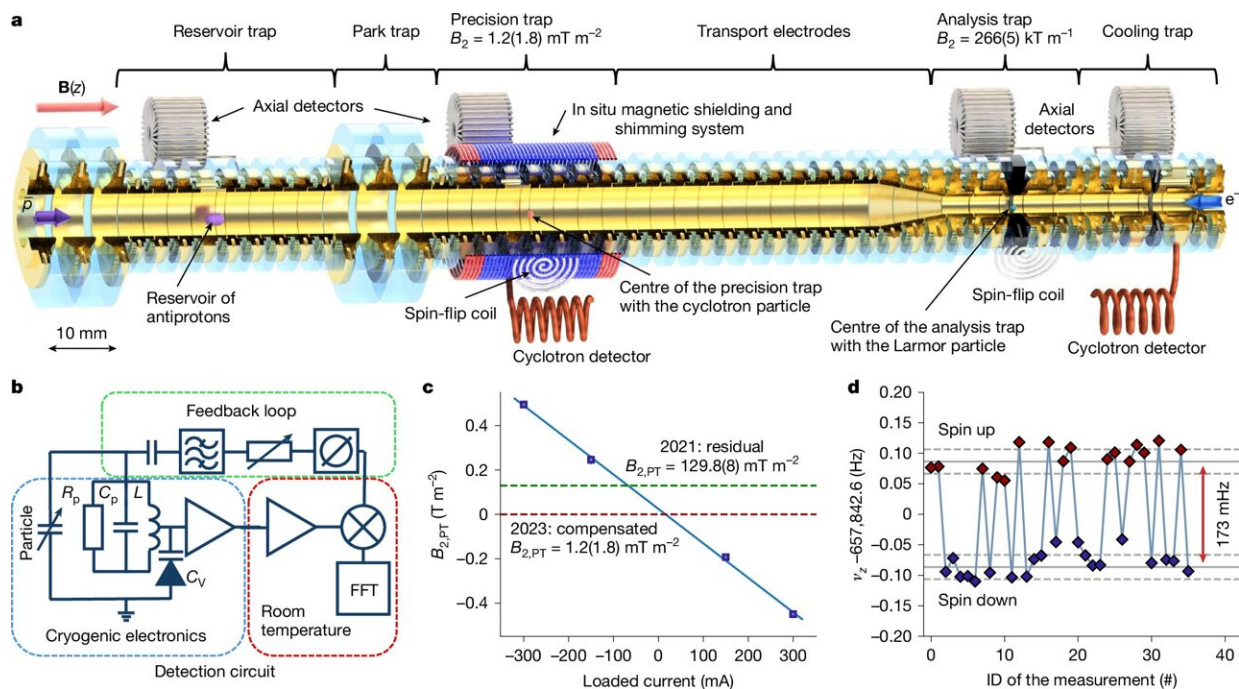 a
Reservoir trap
Park trap
Precision trap
B₂ = 1.2(1.8) mT m⁻²
Transport electrodes
Analysis trap
B₂ = 266(5) kT m⁻¹
Cooling trap
B(z)
Axial detectors
In situ magnetic shielding and
shimming system
Axial
detectors
p̄
e⁻
Reservoir of
antiprotons
Spin-flip coil
Centre of the precision trap
with the cyclotron particle
Cyclotron detector
Centre of the analysis trap
with the Larmor particle
Spin-flip coil
Cyclotron detector
10 mm
b
Feedback loop
Particle
Rₚ
Cₚ
L
C_V
FFT
Cryogenic electronics
Room
temperature
Detection circuit
c
B₂,PT (T m⁻²)
0.4
0.2
0
−0.2
−0.4
2021: residual
B₂,PT = 129.8(8) mT m⁻²
2023: compensated
B₂,PT = 1.2(1.8) mT m⁻²
−300
−200
−100
0
100
200
300
Loaded current (mA)
d
ν_z −657,842.6 (Hz)
0.20
0.15
0.10
0.05
0
−0.05
−0.10
−0.15
−0.20
Spin up
173 mHz
Spin down
0
10
20
30
40
ID of the measurement (#)